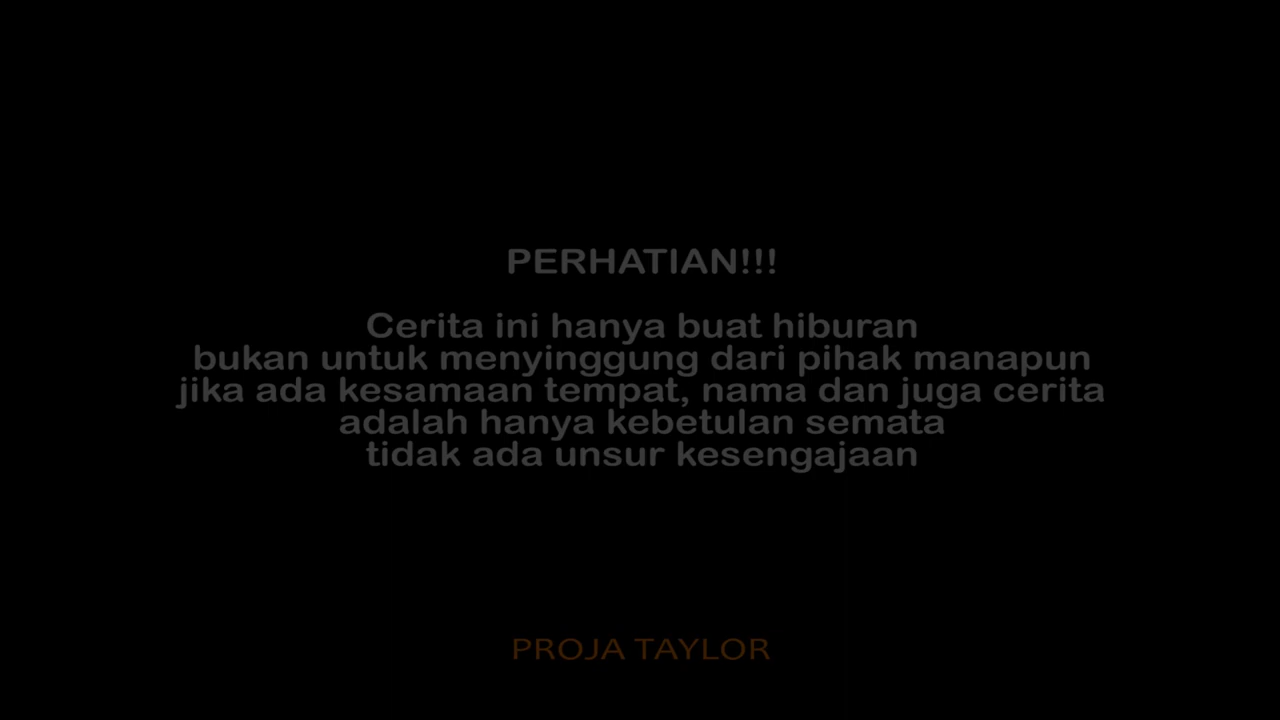 PERHATIAN!!!
Cerita ini hanya buat hiburan
bukan untuk menyinggung dari pihak manapun
jika ada kesamaan tempat, nama dan juga cerita
adalah hanya kebetulan semata
tidak ada unsur kesengajaan
PROJA TAYLOR